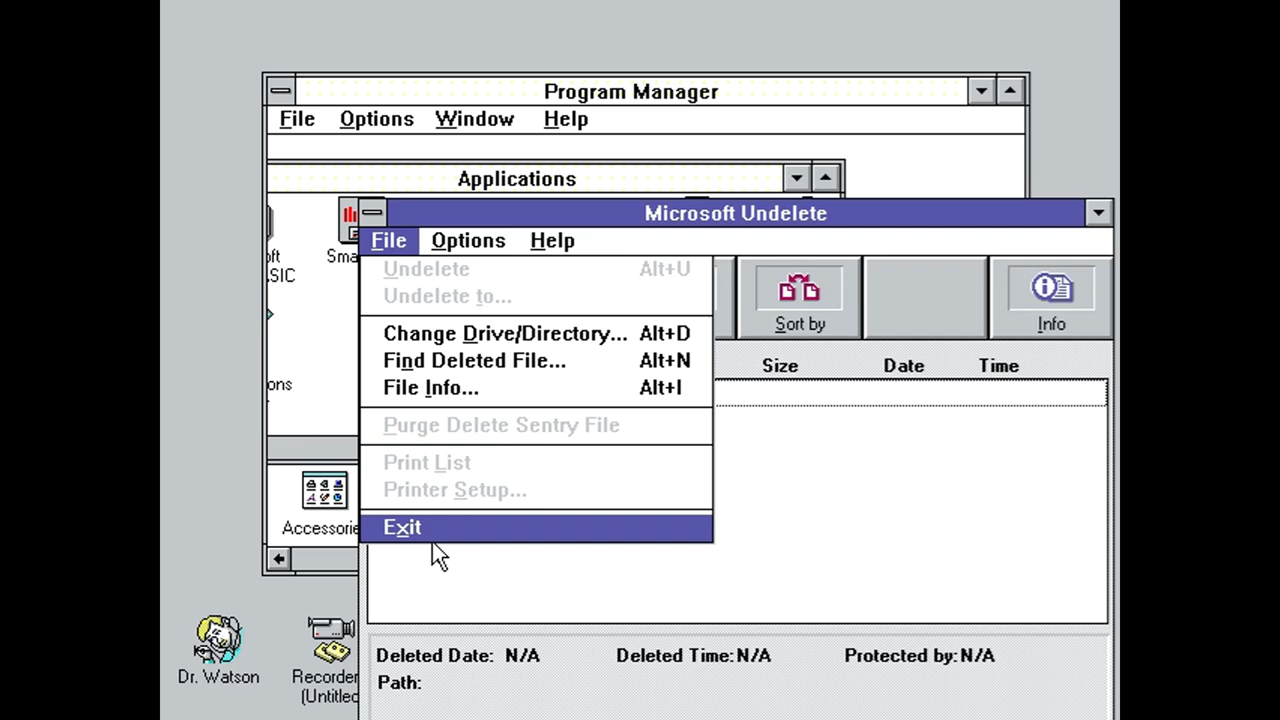 Program Manager
File Options Window Help
Applications
Microsoft Undelete
File Options Help
Undelete Alt+U
Undelete to...
Change Drive/Directory... Alt+D
Find Deleted File... Alt+N
File Info... Alt+I
Purge Delete Sentry File
Print List
Printer Setup...
Exit
Sort by
Info
Size Date Time
Deleted Date: N/A Deleted Time: N/A Protected by: N/A
Path:
Dr. Watson
Recorder